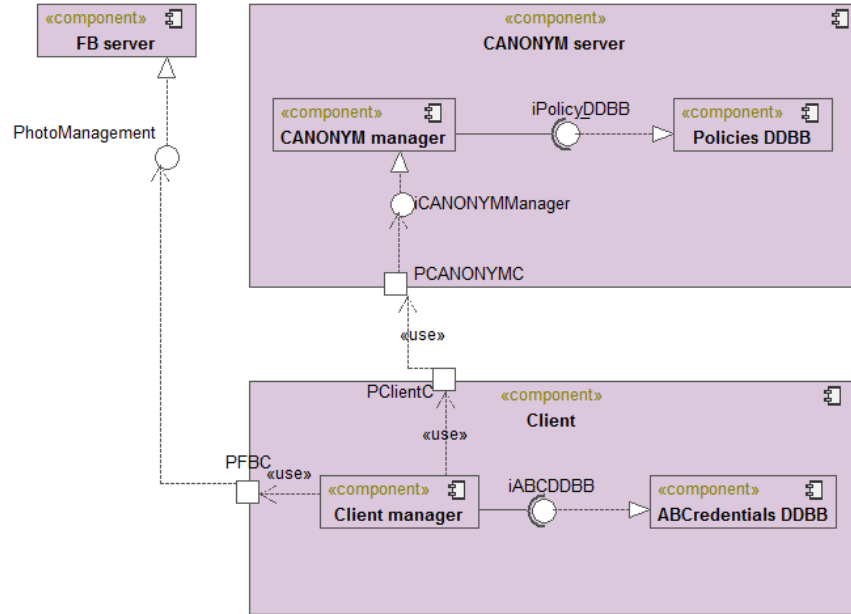 «component»
FB server
«component»
CANONYM server
«component»
CANONYM manager
iPolicyDDBB
«component»
Policies DDBB
PhotoManagement
iCANONYMManager
PCANONYMC
«use»
PClientC
«component»
Client
«use»
PFBC
«use»
«component»
Client manager
iABCDDBB
«component»
ABCredentials DDBB